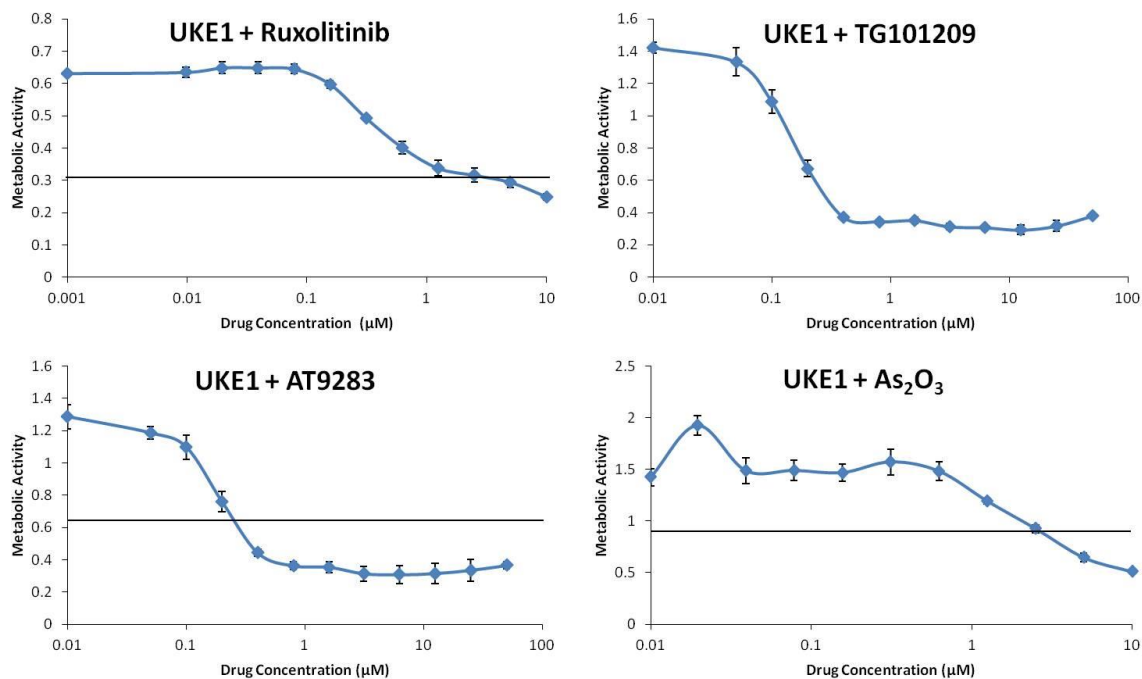 UKE1 + Ruxolitinib
Metabolic Activity
0.8
0.7
0.6
0.5
0.4
0.3
0.2
0.1
0
0.001 0.01 0.1 1 10
Drug Concentration (µM)
UKE1 + TG101209
Metabolic Activity
1.6
1.4
1.2
1
0.8
0.6
0.4
0.2
0
0.01 0.1 1 10 100
Drug Concentration (µM)
UKE1 + AT9283
Metabolic Activity
1.6
1.4
1.2
1
0.8
0.6
0.4
0.2
0
0.01 0.1 1 10 100
Drug Concentration (µM)
UKE1 + As₂O₃
Metabolic Activity
2.5
2
1.5
1
0.5
0
0.01 0.1 1 10
Drug Concentration (µM)